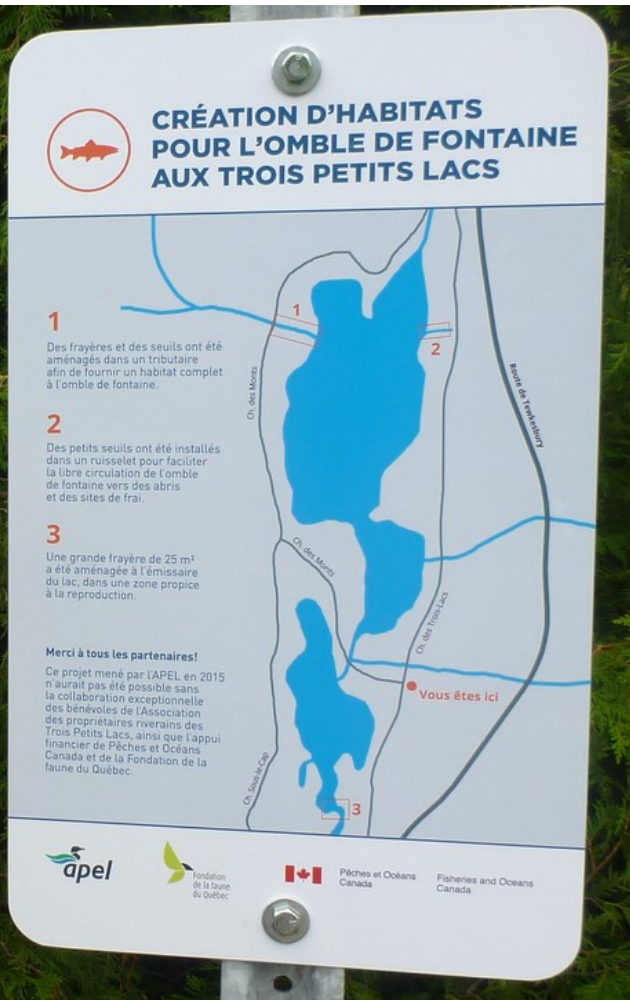 CRÉATION D'HABITATS
POUR L'OMBLE DE FONTAINE
AUX TROIS PETITS LACS
1
Des frayères et des seuils ont été
aménagés dans un tributaire
afin de fournir un habitat complet
à l'omble de fontaine.
2
Des petits seuils ont été installés
dans un ruisselet pour faciliter
la libre circulation de l'omble
de fontaine vers des abris
et des sites de frai.
3
Une grande frayère de 25 m²
a été aménagée à l'émissaire
du lac, dans une zone propice
à la reproduction.
Merci à tous les partenaires!
Ce projet mené par l'APEL en 2015
n'aurait pas été possible sans
la collaboration exceptionnelle
des bénévoles de l'Association
des propriétaires riverains des
Trois Petits Lacs, ainsi que l'appui
financier de Pêches et Océans
Canada et de la Fondation de la
faune du Québec.
1
2
Ch. des Monts
Route de Tewkesbury
Ch. des Monts
Ch. des Trois-Lacs
Vous êtes ici
Ch. Sous-le-Cap
3
apel
Fondation
de la faune
du Québec
Pêches et Océans
Canada
Fisheries and Oceans
Canada